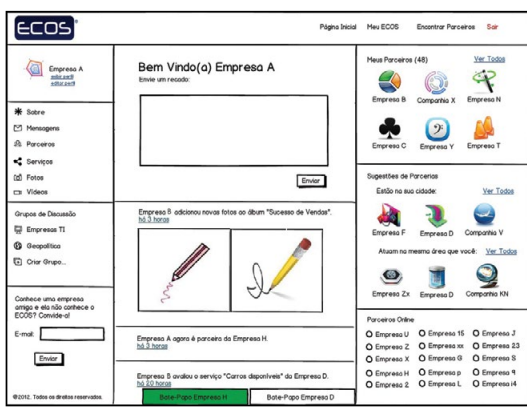 ECOS
Página Inicial Meu ECOS Encontrar Parceiros Sair
Empresa A
editar perfil
Sobre
Mensagens
Parceiros
Serviços
Fotos
Vídeos
Grupos de Discussão
Empresas TI
Geopolítica
Criar Grupo...
Conhece uma empresa
amiga e ela não conhece o
ECOS? Convide-a!
E-mail:
Enviar
©2012. Todos os direitos reservados.
Bem Vindo(a) Empresa A
Envie um recado:
Enviar
Empresa B adicionou novas fotos ao álbum "Sucesso de Vendas".
há 3 horas
Empresa A agora é parceiro da Empresa H.
há 3 horas
Empresa B avaliou o serviço "Carros disponíveis" da Empresa D.
há 20 horas
Bate-Papo Empresa H Bate-Papo Empresa D
Meus Parceiros (48) Ver Todos
Empresa B Companhia X Empresa N
Empresa C Empresa Y Empresa T
Sugestões de Parcerias
Estão na sua cidade: Ver Todos
Empresa F Empresa D Companhia V
Atuam na mesma área que você: Ver Todos
Empresa Zx Empresa D Companhia KN
Parceiros Online
Empresa U Empresa 15 Empresa J
Empresa Z Empresa xx Empresa 23
Empresa X Empresa G Empresa S
Empresa H Empresa p Empresa 9
Empresa 2 Empresa L Empresa i4